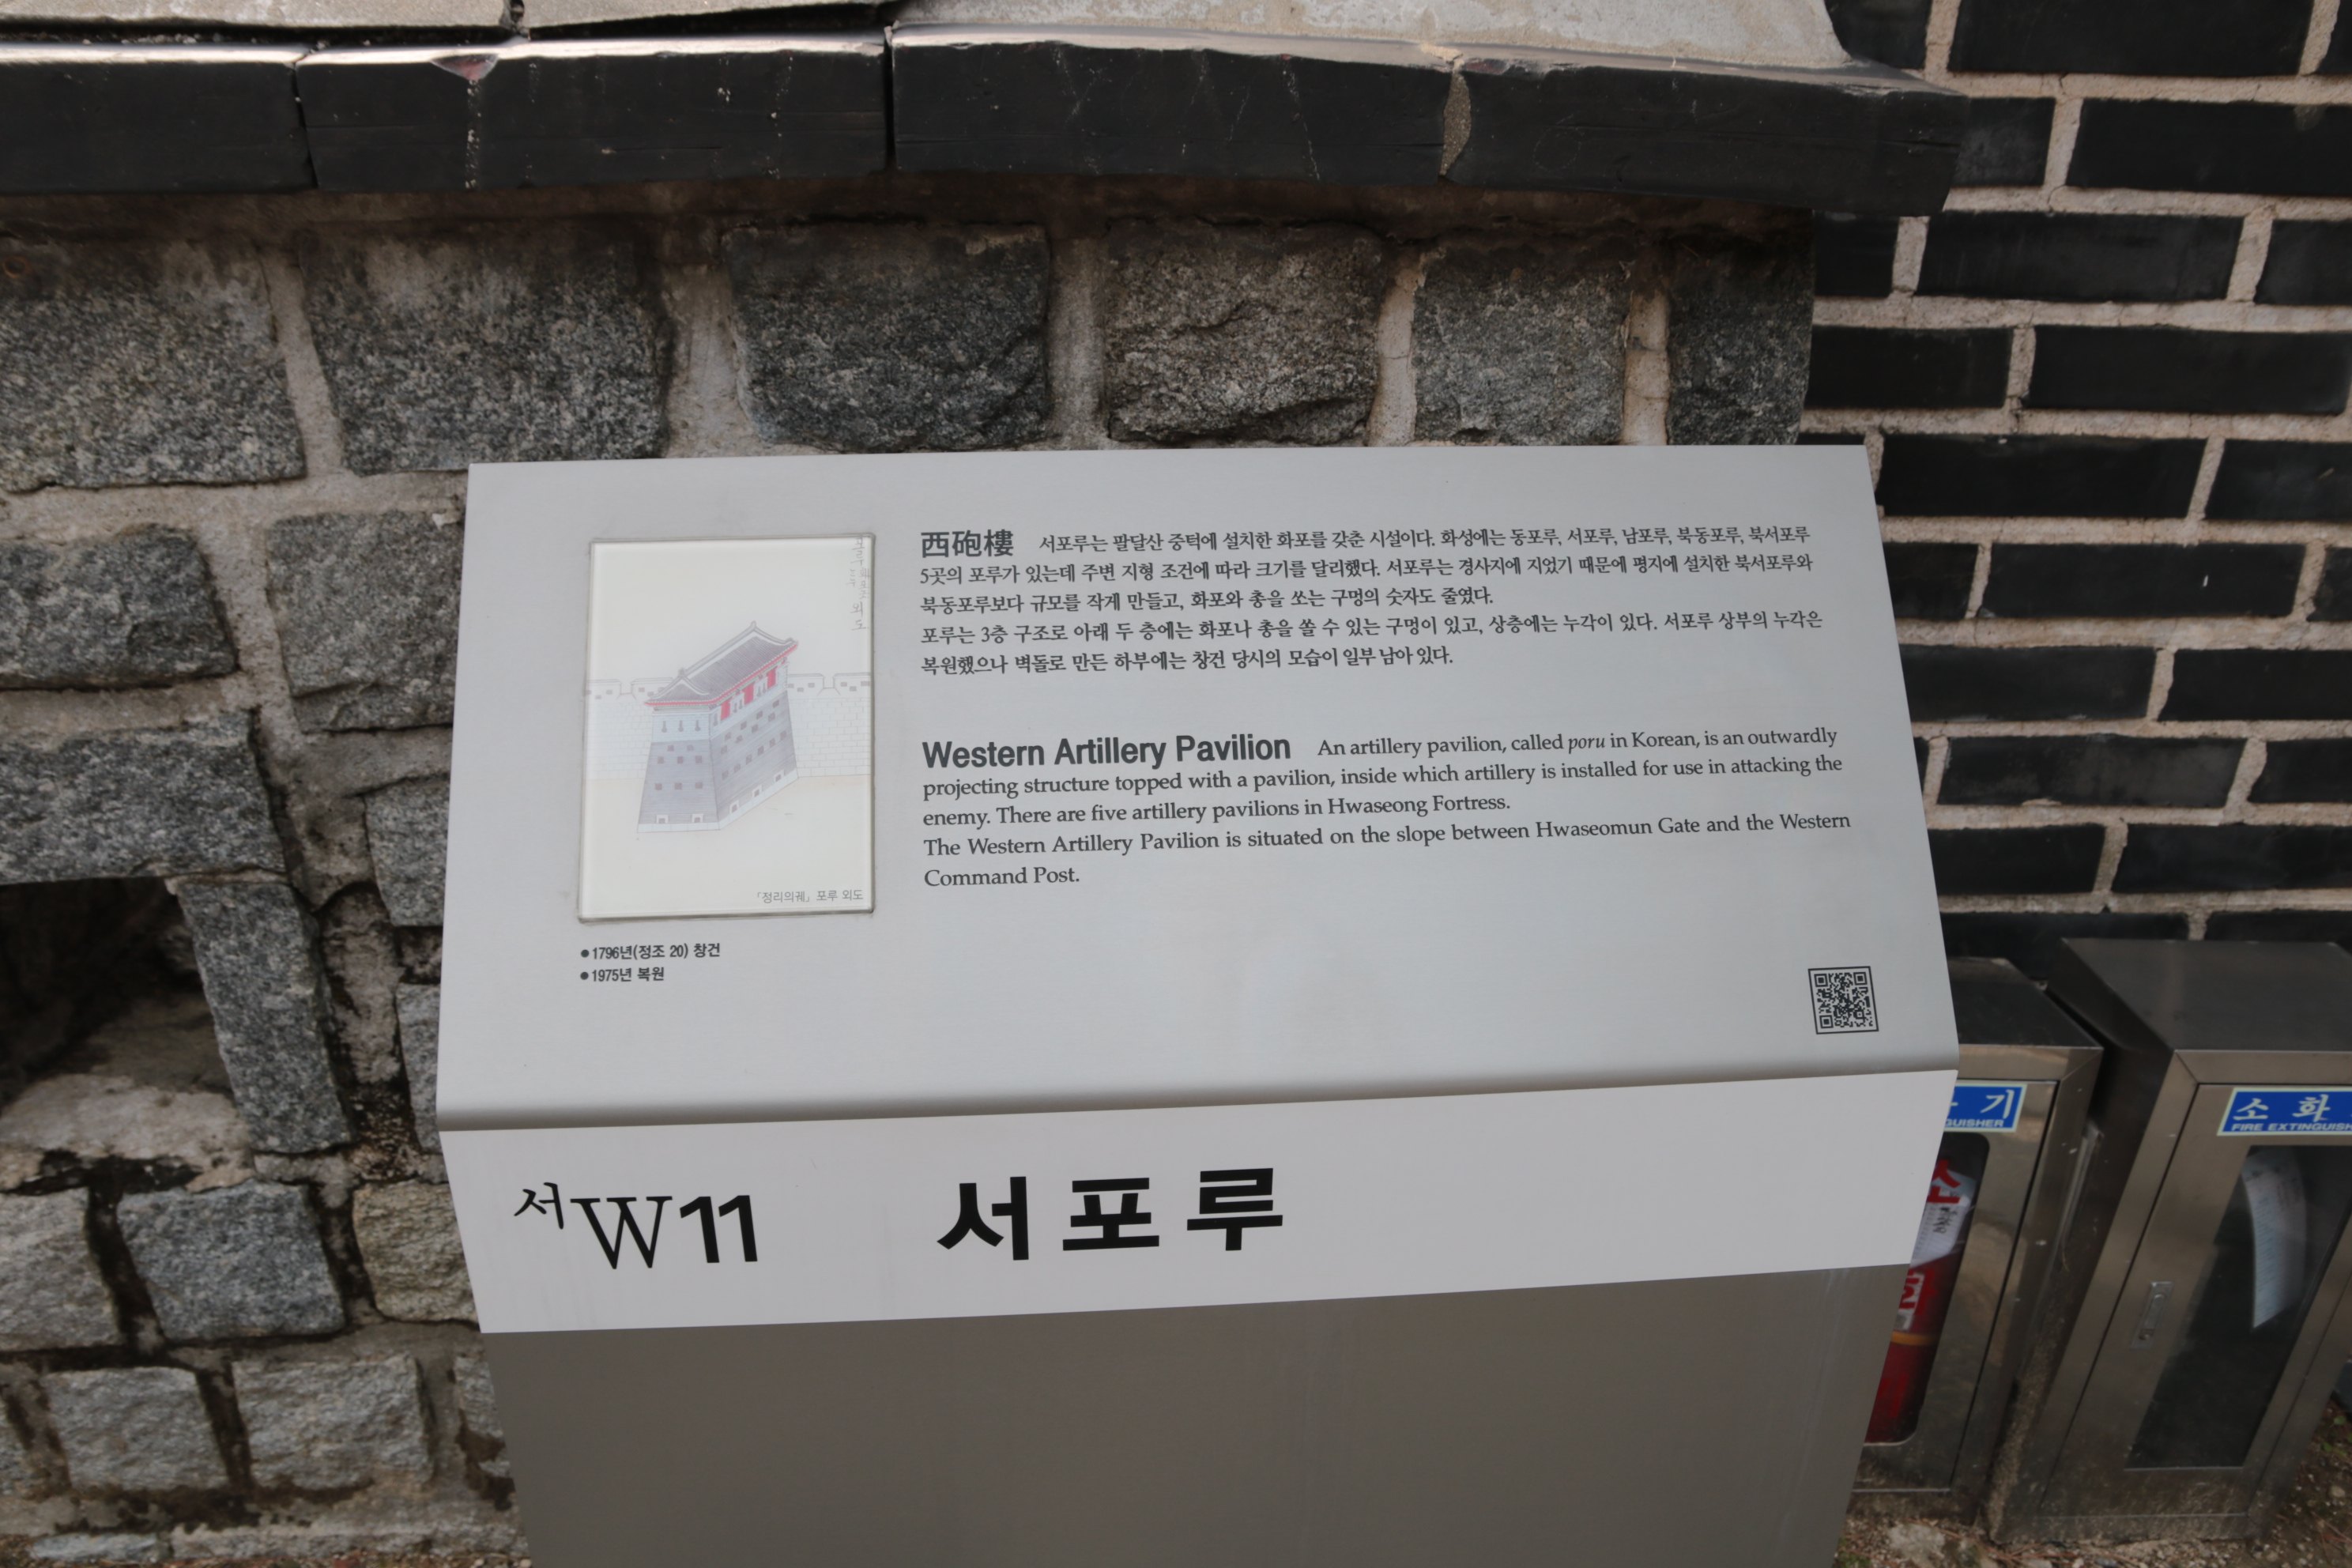 西砲樓 서포루는 팔달산 중턱에 설치한 화포를 갖춘 시설이다. 화성에는 동포루, 서포루, 남포루, 북동포루, 북서포루
5곳의 포루가 있는데 주변 지형 조건에 따라 크기를 달리했다. 서포루는 경사지에 지었기 때문에 평지에 설치한 북서포루와
북동포루보다 규모를 작게 만들고, 화포와 총을 쏘는 구멍의 숫자도 줄였다.
포루는 3층 구조로 아래 두 층에는 화포나 총을 쏠 수 있는 구멍이 있고, 상층에는 누각이 있다. 서포루 상부의 누각은
복원했으나 벽돌로 만든 하부에는 창건 당시의 모습이 일부 남아 있다.
Western Artillery Pavilion An artillery pavilion, called poru in Korean, is an outwardly
projecting structure topped with a pavilion, inside which artillery is installed for use in attacking the
enemy. There are five artillery pavilions in Hwaseong Fortress.
The Western Artillery Pavilion is situated on the slope between Hwaseomun Gate and the Western
Command Post.
외도
「정리의궤」 포루 외도
●1796년(정조 20) 창건
●1975년 복원
서W11 서포루
기
GUISHER
소 화
FIRE EXTINGUISH